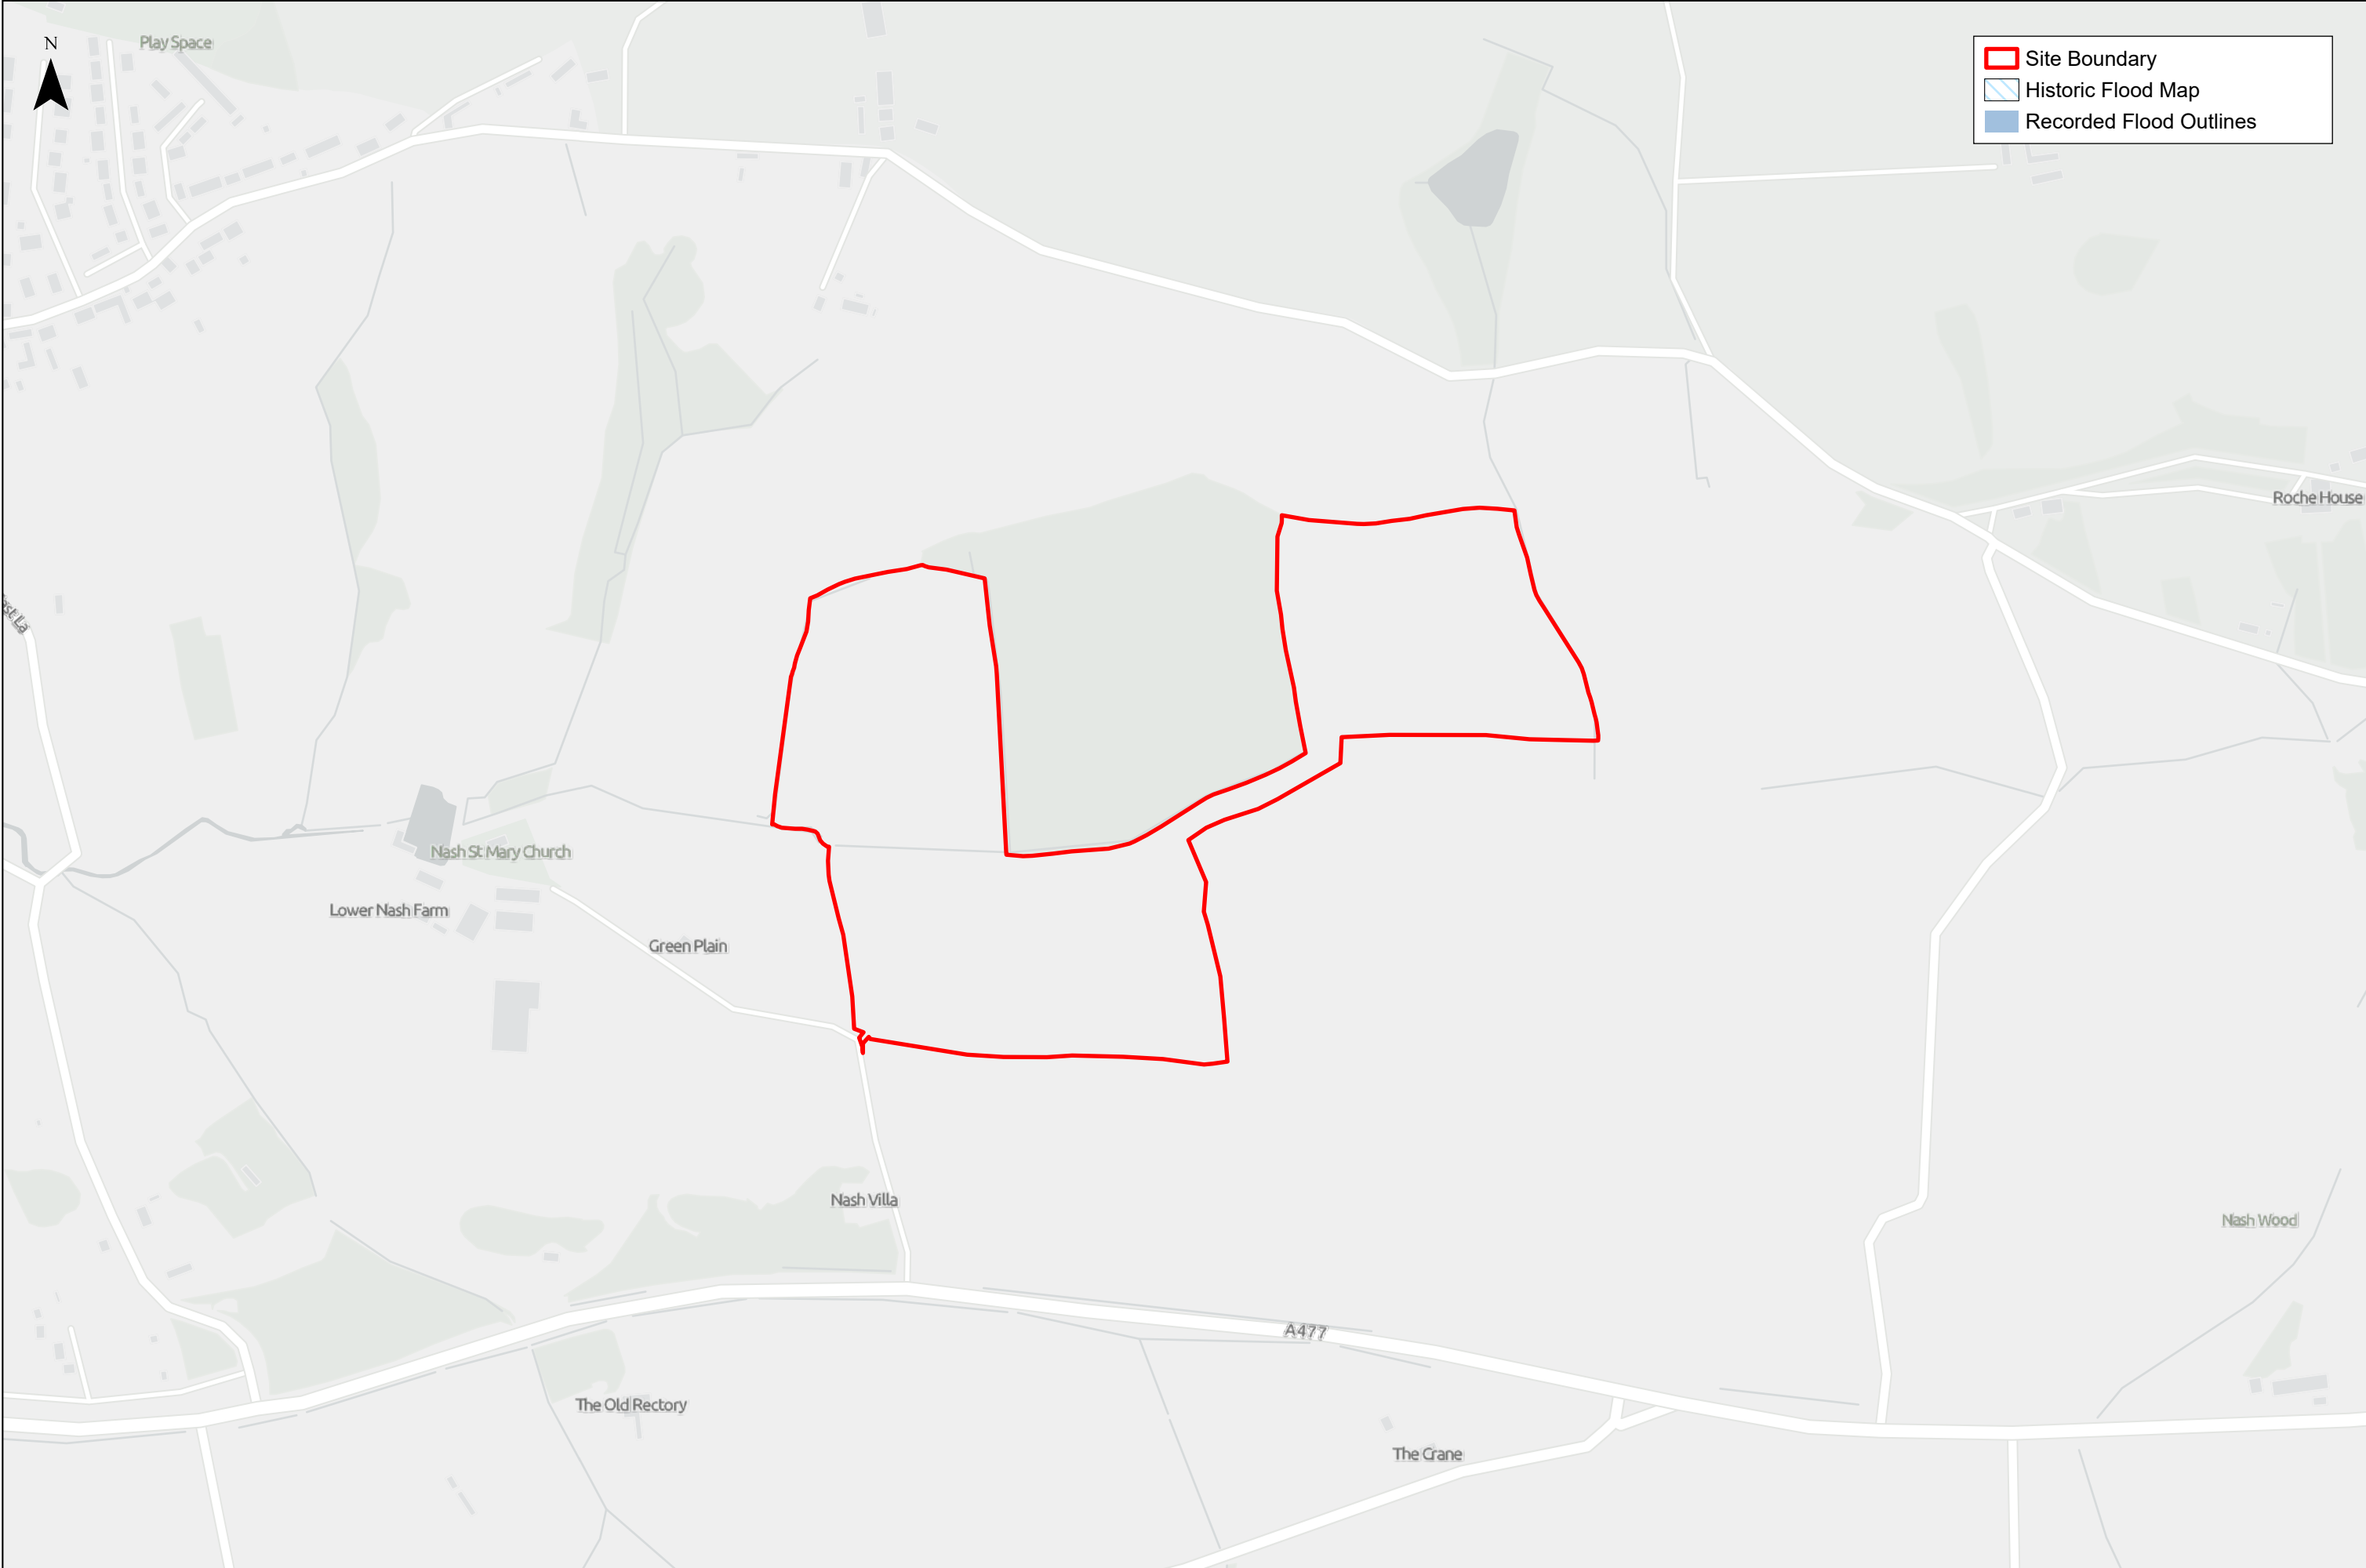 Play Space
N
Site Boundary
Historic Flood Map
Recorded Flood Outlines
Roche House
Nash St Mary Church
Lower Nash Farm
Green Plain
Nash Villa
Nash Wood
A477
The Old Rectory
The Crane